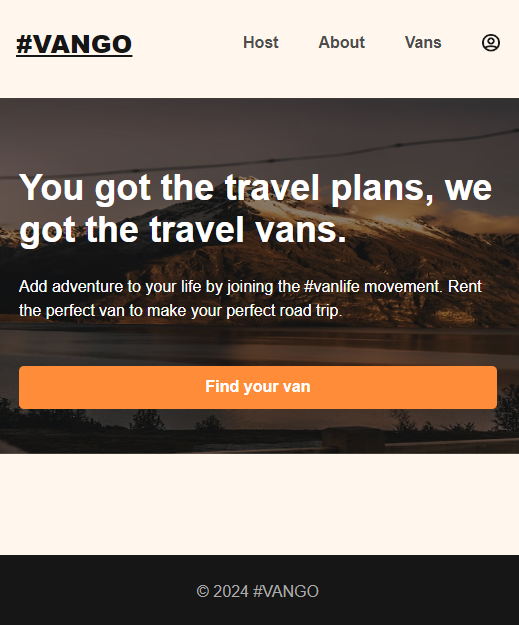 #VANGO
Host About Vans
You got the travel plans, we
got the travel vans.
Add adventure to your life by joining the #vanlife movement. Rent
the perfect van to make your perfect road trip.
Find your van
© 2024 #VANGO